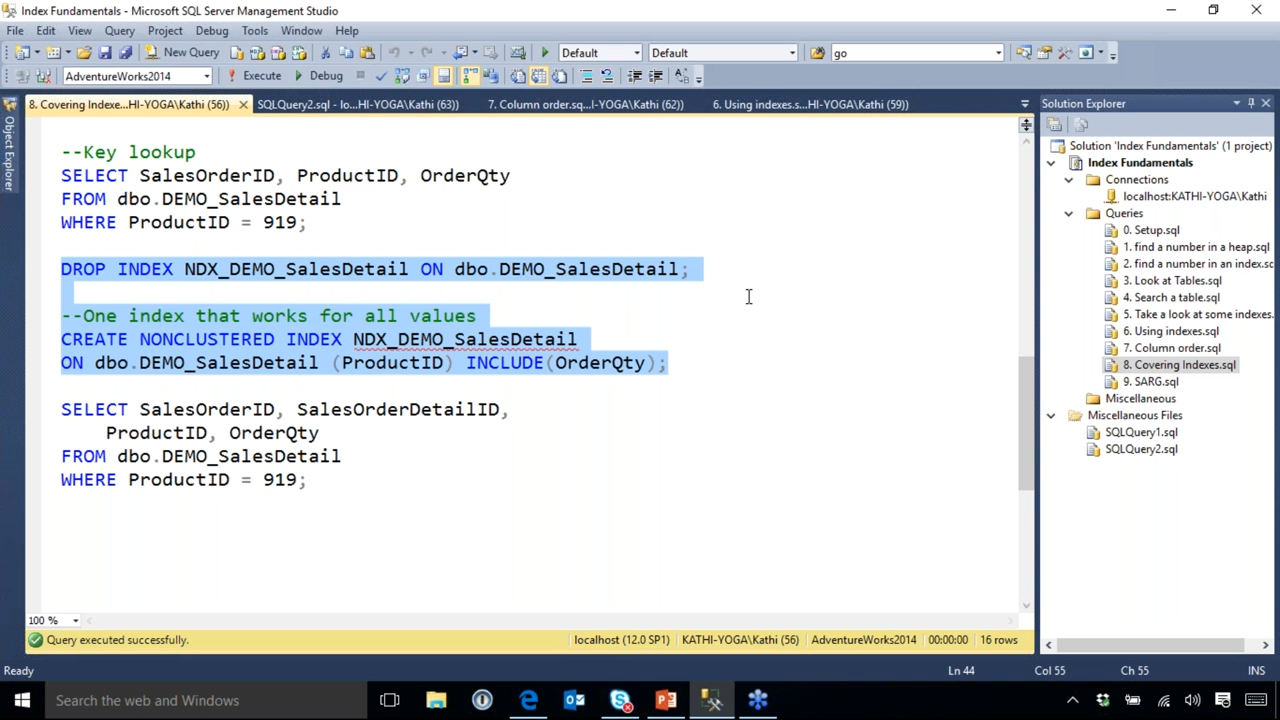 Index Fundamentals - Microsoft SQL Server Management Studio
File Edit View Query Project Debug Tools Window Help
New Query Default Default go
AdventureWorks2014 Execute Debug
8. Covering Indexe...HI-YOGA\Kathi (56)) SQLQuery2.sql - lo...HI-YOGA\Kathi (63)) 7. Column order.sq...I-YOGA\Kathi (62)) 6. Using indexes.s...HI-YOGA\Kathi (59))
Object Explorer
--Key lookup
SELECT SalesOrderID, ProductID, OrderQty
FROM dbo.DEMO_SalesDetail
WHERE ProductID = 919;
DROP INDEX NDX_DEMO_SalesDetail ON dbo.DEMO_SalesDetail;
--One index that works for all values
CREATE NONCLUSTERED INDEX NDX_DEMO_SalesDetail
ON dbo.DEMO_SalesDetail (ProductID) INCLUDE(OrderQty);
SELECT SalesOrderID, SalesOrderDetailID,
ProductID, OrderQty
FROM dbo.DEMO_SalesDetail
WHERE ProductID = 919;
100 %
Query executed successfully. localhost (12.0 SP1) KATHI-YOGA\Kathi (56) AdventureWorks2014 00:00:00 16 rows
Solution Explorer
Solution 'Index Fundamentals' (1 project)
Index Fundamentals
Connections
localhost:KATHI-YOGA\Kathi
Queries
0. Setup.sql
1. find a number in a heap.sql
2. find a number in an index.sc
3. Look at Tables.sql
4. Search a table.sql
5. Take a look at some indexes.
6. Using indexes.sql
7. Column order.sql
8. Covering Indexes.sql
9. SARG.sql
Miscellaneous
Miscellaneous Files
SQLQuery1.sql
SQLQuery2.sql
Ready Ln 44 Col 55 Ch 55 INS
Search the web and Windows